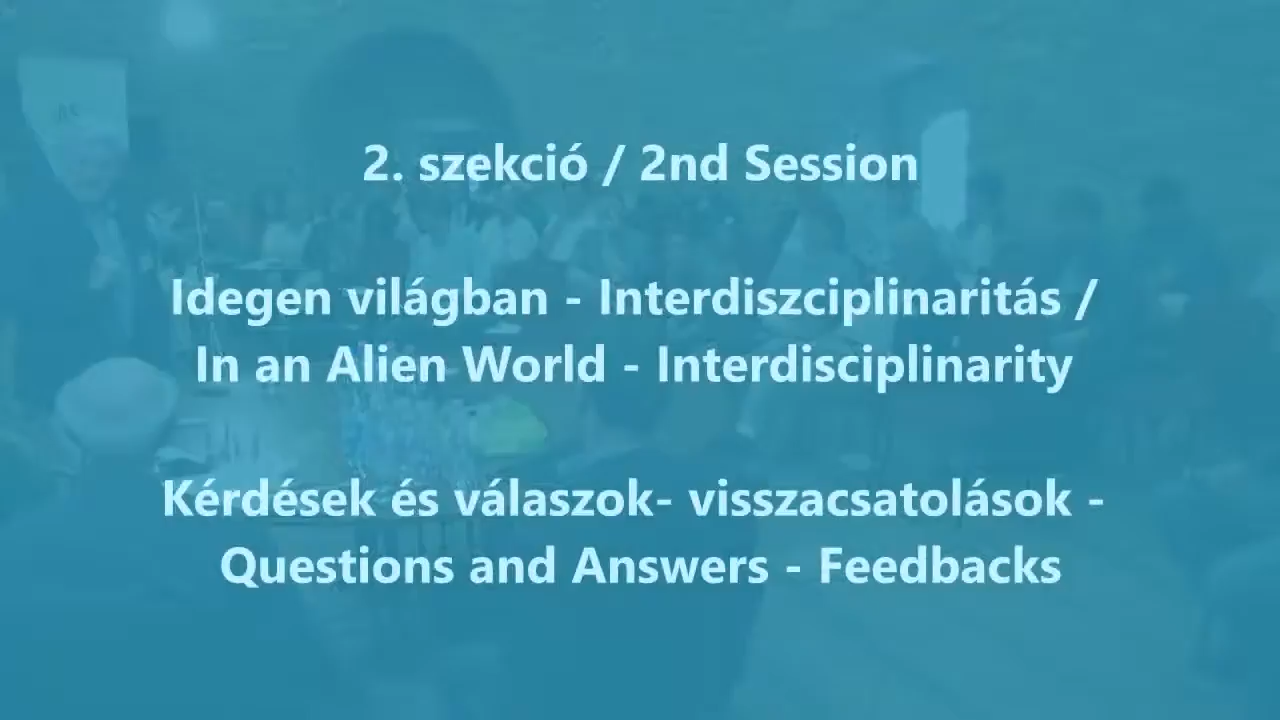 2. szekció / 2nd Session
Idegen világban - Interdiszciplinaritás /
In an Alien World - Interdisciplinarity
Kérdések és válaszok- visszacsatolások -
Questions and Answers - Feedbacks